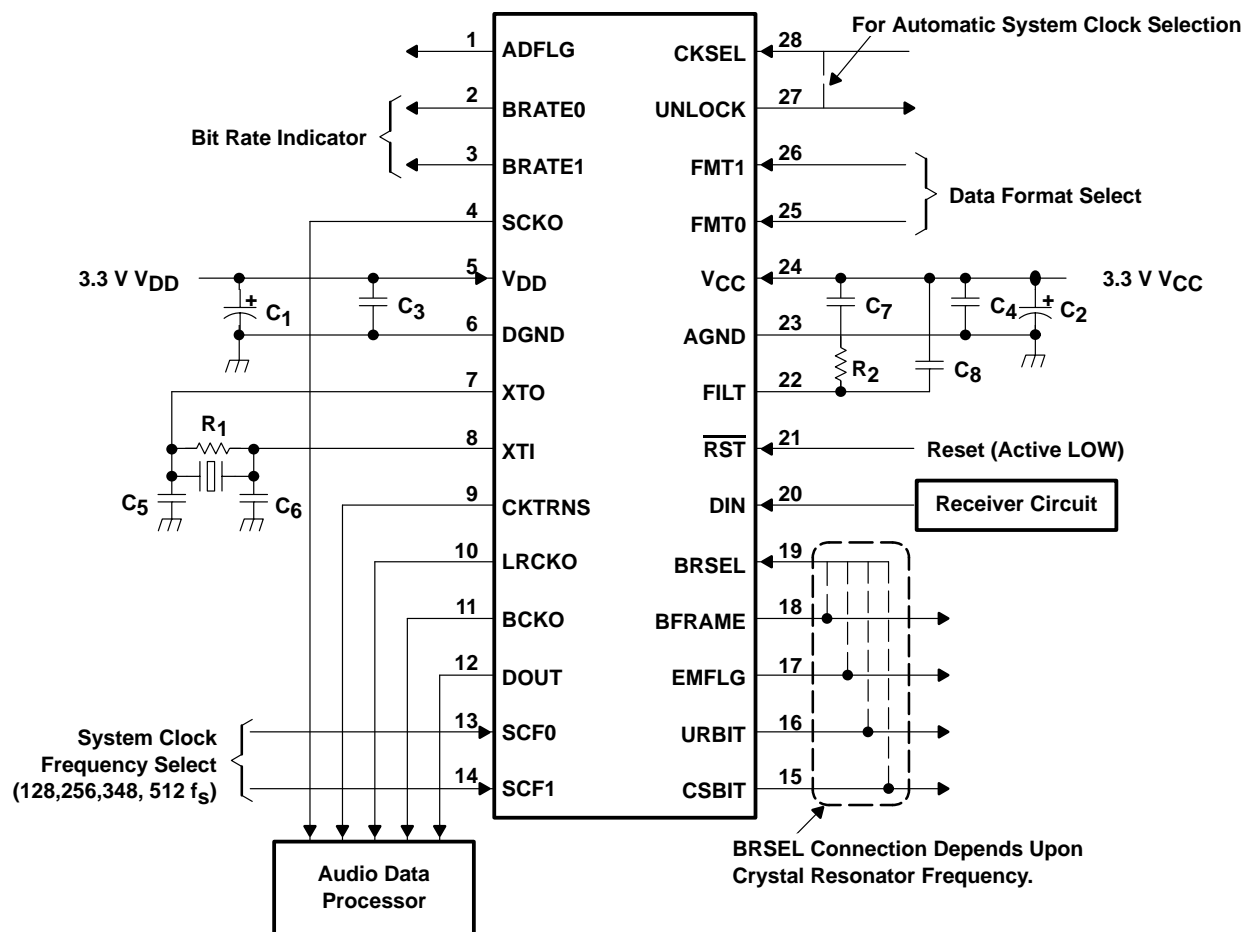 For Automatic System Clock Selection
1
ADFLG
CKSEL
28
2
BRATE0
UNLOCK
27
Bit Rate Indicator
3
BRATE1
FMT1
26
Data Format Select
4
SCKO
FMT0
25
3.3 V VDD
5
VDD
VCC
24
3.3 V VCC
+
C1
C3
C7
C4
+
C2
6
DGND
AGND
23
R2
C8
7
XTO
FILT
22
R1
8
XTI
RST
21
Reset (Active LOW)
C5
C6
9
CKTRNS
DIN
20
Receiver Circuit
10
LRCKO
BRSEL
19
11
BCKO
BFRAME
18
12
DOUT
EMFLG
17
System Clock
Frequency Select
(128,256,348, 512 fS)
13
SCF0
URBIT
16
14
SCF1
CSBIT
15
BRSEL Connection Depends Upon
Crystal Resonator Frequency.
Audio Data
Processor